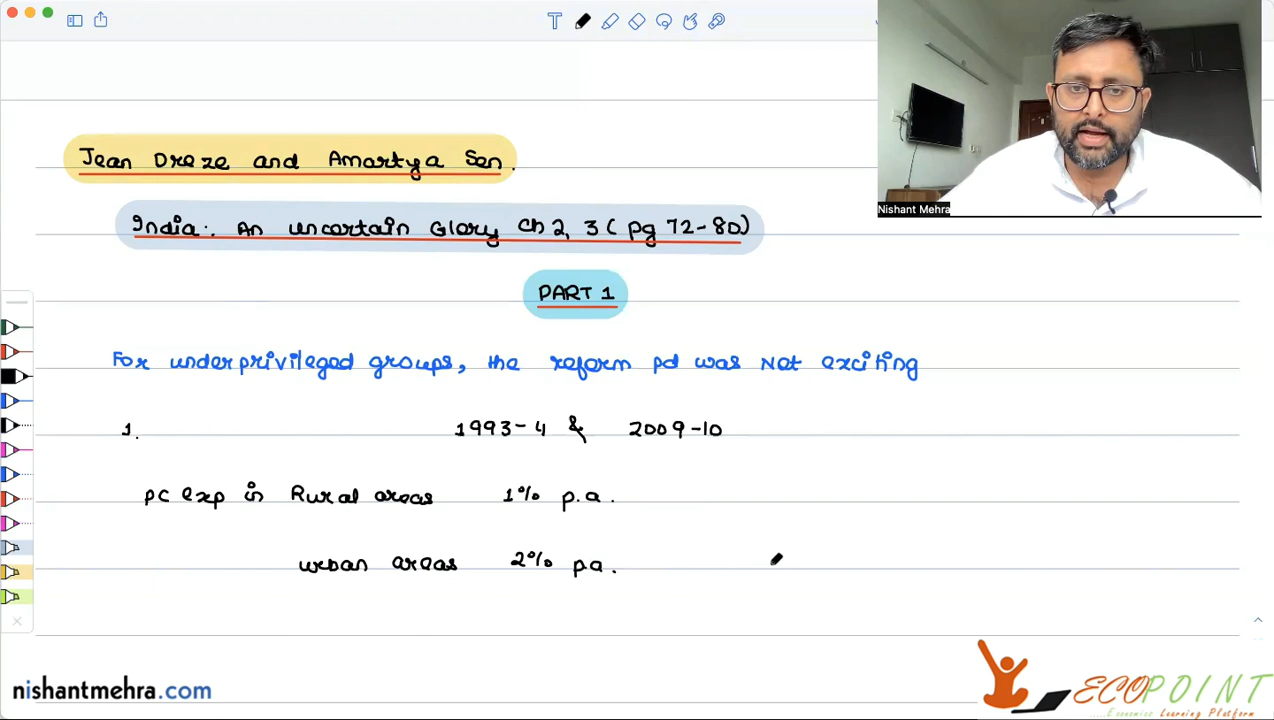 Jean Dreze and Amartya Sen.
India: An uncertain Glory Ch 2, 3 ( pg 72-80)
PART 1
For underprivileged groups, the reform pd was Not exciting
1. 1993-4 & 2009-10
pc exp in Rural areas 1% p.a.
urban areas 2% pa.
Nishant Mehra
nishantmehra.com
ECOPOINT
.....Economics Learning Platform